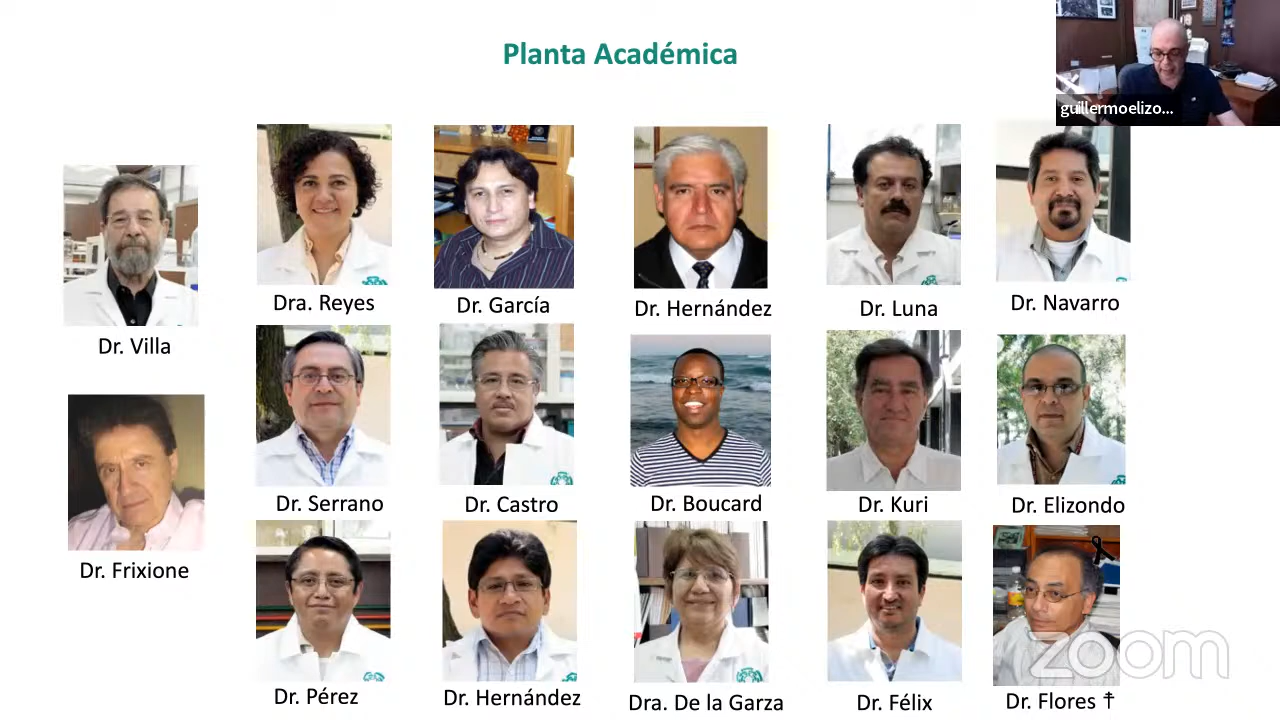 Planta Académica
guillermoelizo...
Dr. Villa
Dra. Reyes
Dr. García
Dr. Hernández
Dr. Luna
Dr. Navarro
Dr. Frixione
Dr. Serrano
Dr. Castro
Dr. Boucard
Dr. Kuri
Dr. Elizondo
Dr. Pérez
Dr. Hernández
Dra. De la Garza
Dr. Félix
Dr. Flores †
zoom